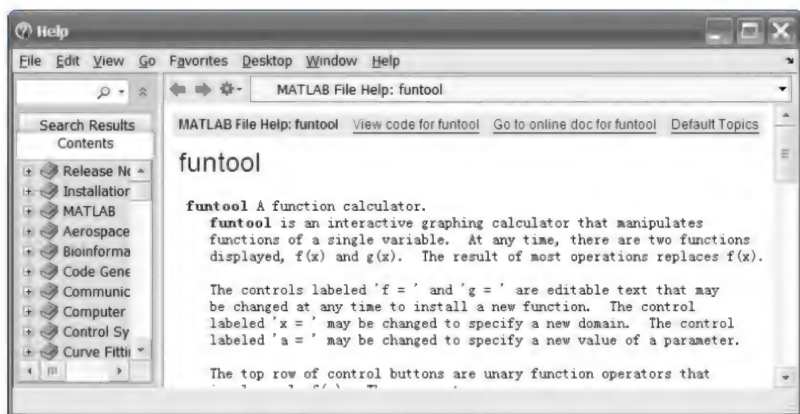 Help
File Edit View Go Favorites Desktop Window Help
MATLAB File Help: funtool
Search Results
Contents
Release No
Installation
MATLAB
Aerospace
Bioinforma
Code Gene
Communic
Computer
Control Sy
Curve Fittin
MATLAB File Help: funtool View code for funtool Go to online doc for funtool Default Topics
funtool
funtool A function calculator.
funtool is an interactive graphing calculator that manipulates
functions of a single variable. At any time, there are two functions
displayed, f(x) and g(x). The result of most operations replaces f(x).
The controls labeled 'f = ' and 'g = ' are editable text that may
be changed at any time to install a new function. The control
labeled 'x = ' may be changed to specify a new domain. The control
labeled 'a = ' may be changed to specify a new value of a parameter.
The top row of control buttons are unary function operators that